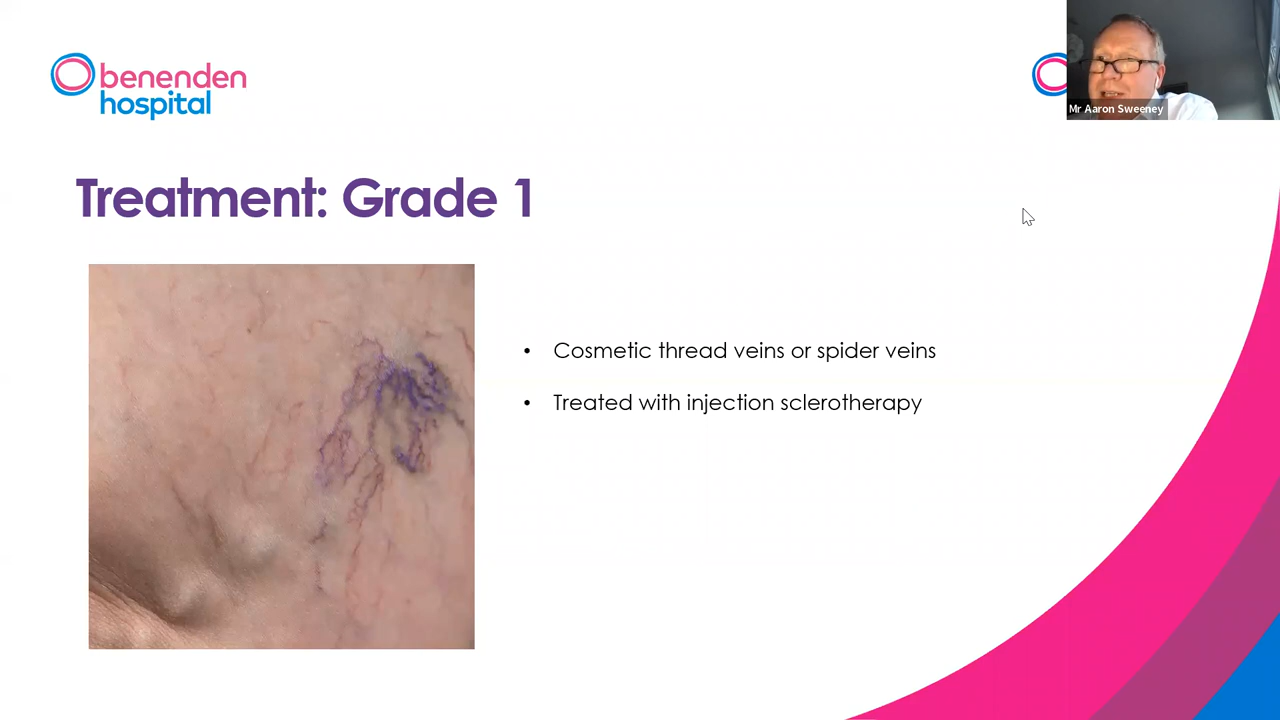 benenden
hospital
Mr Aaron Sweeney
Treatment: Grade 1
• Cosmetic thread veins or spider veins
• Treated with injection sclerotherapy